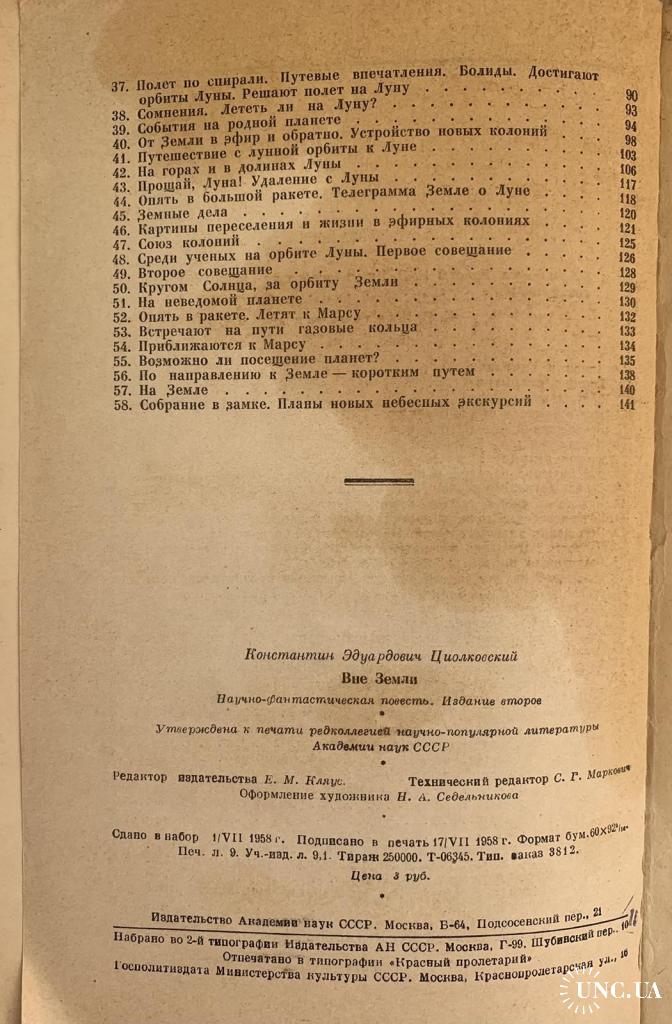 37. Полет по спирали. Путевые впечатления. Болиды. Достигают
орбиты Луны. Решают полет на Луну . . . . . . . . . . 90
38. Сомнения. Лететь ли на Луну? . . . . . . . . . . 93
39. События на родной планете . . . . . . . . . . 94
40. От Земли в эфир и обратно. Устройство новых колоний . . . 98
41. Путешествие с лунной орбиты к Луне . . . . . . . . . . 103
42. На горах и в долинах Луны . . . . . . . . . . 106
43. Прощай, Луна! Удаление с Луны . . . . . . . . . . 117
44. Опять в большой ракете. Телеграмма Земле о Луне . . . . 118
45. Земные дела . . . . . . . . . . 120
46. Картины переселения и жизни в эфирных колониях . . . . 121
47. Союз колоний . . . . . . . . . . 125
48. Среди ученых на орбите Луны. Первое совещание . . . . 126
49. Второе совещание . . . . . . . . . . 128
50. Кругом Солнца, за орбиту Земли . . . . . . . . . . 129
51. На неведомой планете . . . . . . . . . . 130
52. Опять в ракете. Летят к Марсу . . . . . . . . . . 132
53. Встречают на пути газовые кольца . . . . . . . . . . 133
54. Приближаются к Марсу . . . . . . . . . . 134
55. Возможно ли посещение планет? . . . . . . . . . . 135
56. По направлению к Земле — коротким путем . . . . . . 138
57. На Земле . . . . . . . . . . 140
58. Собрание в замке. Планы новых небесных экскурсий . . . . 141
Константин Эдуардович Циолковский
Вне Земли
Научно-фантастическая повесть. Издание второе
Утверждена к печати редколлегией научно-популярной литературы
Академии наук СССР
Редактор издательства Е. М. Кляус. Технический редактор С. Г. Маркович
Оформление художника Н. А. Седельникова
Сдано в набор 1/VII 1958 г. Подписано в печать 17/VII 1958 г. Формат бум. 60×92¹/₁₆.
Печ. л. 9. Уч.-изд. л. 9,1. Тираж 250000. Т-06345. Тип. заказ 3812.
Цена 3 руб.
Издательство Академии наук СССР. Москва, Б-64, Подсосенский пер., 21
Набрано во 2-й типографии Издательства АН СССР. Москва, Г-99. Шубинский пер., 10
Отпечатано в типографии «Красный пролетарий»
Госполитиздата Министерства культуры СССР. Москва, Краснопролетарская ул., 16
UNC.UA